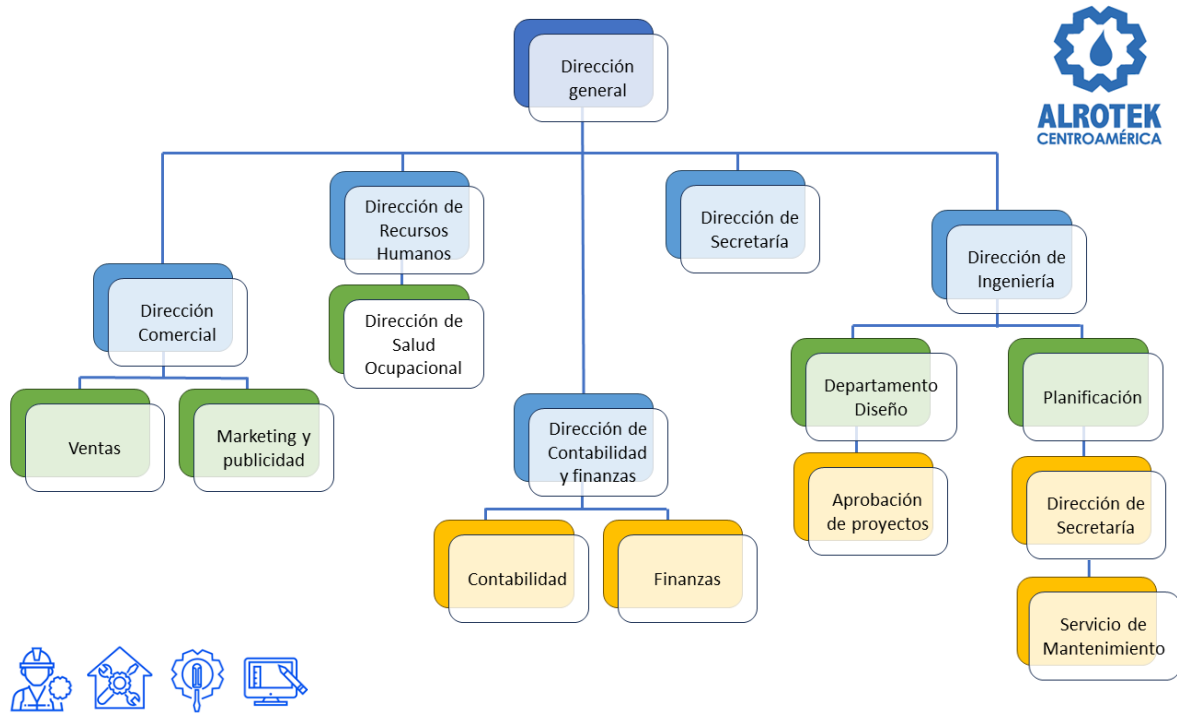 Dirección
general
ALROTEK
CENTROAMÉRICA
Dirección de
Recursos
Humanos
Dirección de
Secretaría
Dirección de
Ingeniería
Dirección
Comercial
Dirección de
Salud
Ocupacional
Ventas
Marketing y
publicidad
Dirección de
Contabilidad
y finanzas
Departamento
Diseño
Planificación
Aprobación
de proyectos
Dirección de
Secretaría
Contabilidad
Finanzas
Servicio de
Mantenimiento